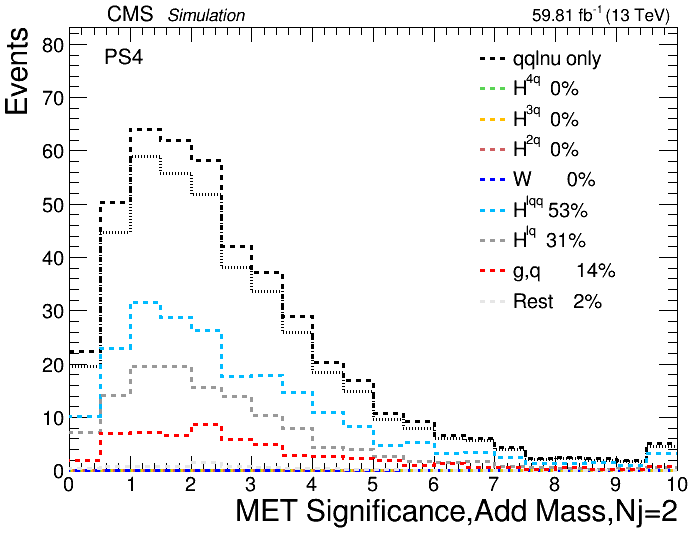 CMS Simulation 59.81 fb-1 (13 TeV)
Events
PS4
80
70
60
50
40
30
20
10
0
qqlnu only
H4q 0%
H3q 0%
H2q 0%
W 0%
Hlqq 53%
Hlq 31%
g,q 14%
Rest 2%
0 1 2 3 4 5 6 7 8 9 10
MET Significance,Add Mass,Nj=2